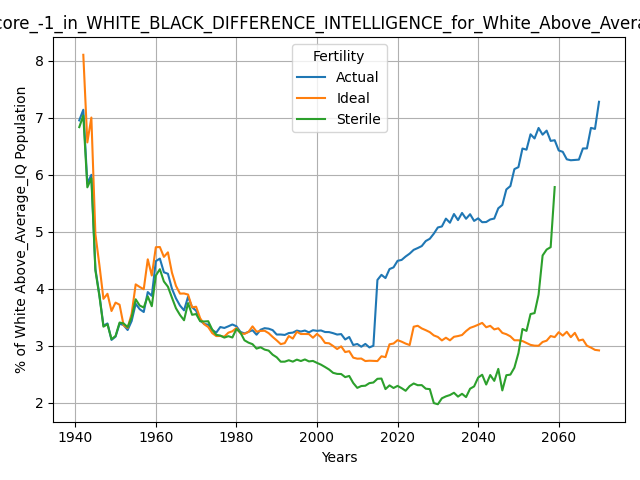 core_-1_in_WHITE_BLACK_DIFFERENCE_INTELLIGENCE_for_White_Above_Avera
Fertility
Actual
Ideal
Sterile
% of White Above_Average_IQ Population
8
7
6
5
4
3
2
1940 1960 1980 2000 2020 2040 2060
Years